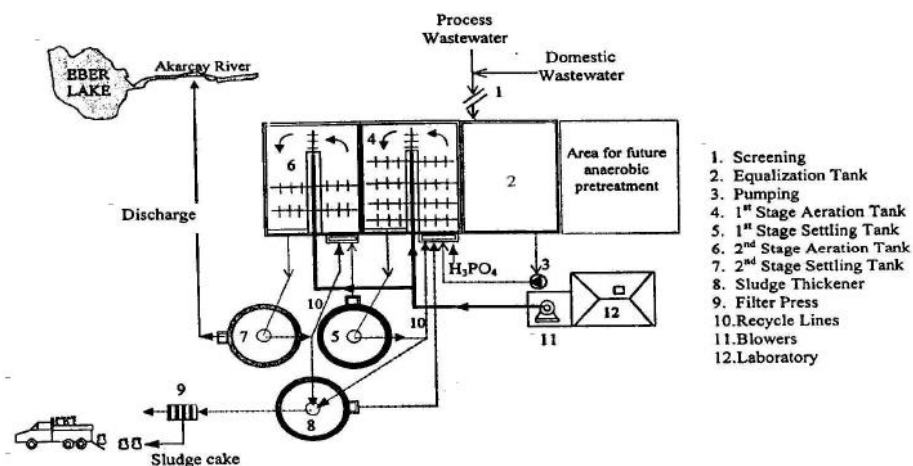 Process
Wastewater
Domestic
Wastewater
1
EBER
LAKE
Akarçay River
Discharge
6
4
2
Area for future
anaerobic
pretreatment
H₃PO₄
3
10
10
7
5
11
12
8
9
Sludge cake
1. Screening
2. Equalization Tank
3. Pumping
4. 1st Stage Aeration Tank
5. 1st Stage Settling Tank
6. 2nd Stage Aeration Tank
7. 2nd Stage Settling Tank
8. Sludge Thickener
9. Filter Press
10. Recycle Lines
11. Blowers
12. Laboratory